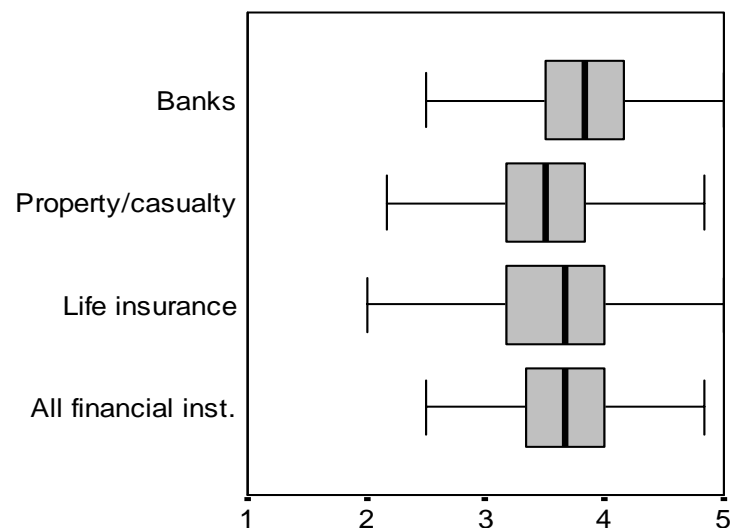 Banks
Property/casualty
Life insurance
All financial inst.
1 2 3 4 5